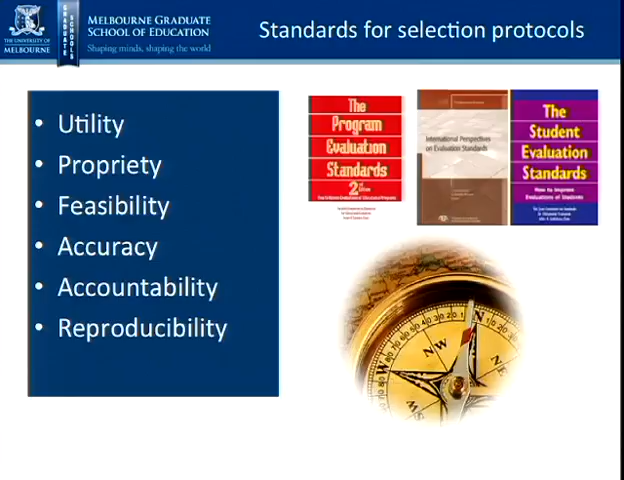 THE UNIVERSITY OF
MELBOURNE
GRADUATE
SCHOOLS
MELBOURNE GRADUATE
SCHOOL OF EDUCATION
Shaping minds, shaping the world
Standards for selection protocols
• Utility
• Propriety
• Feasibility
• Accuracy
• Accountability
• Reproducibility
The
Program
Evaluation
Standards
2nd
Edition
International Perspectives
on Evaluation Standards
The
Student
Evaluation
Standards
How to Improve
Evaluations of Students
N
NW
W
NE